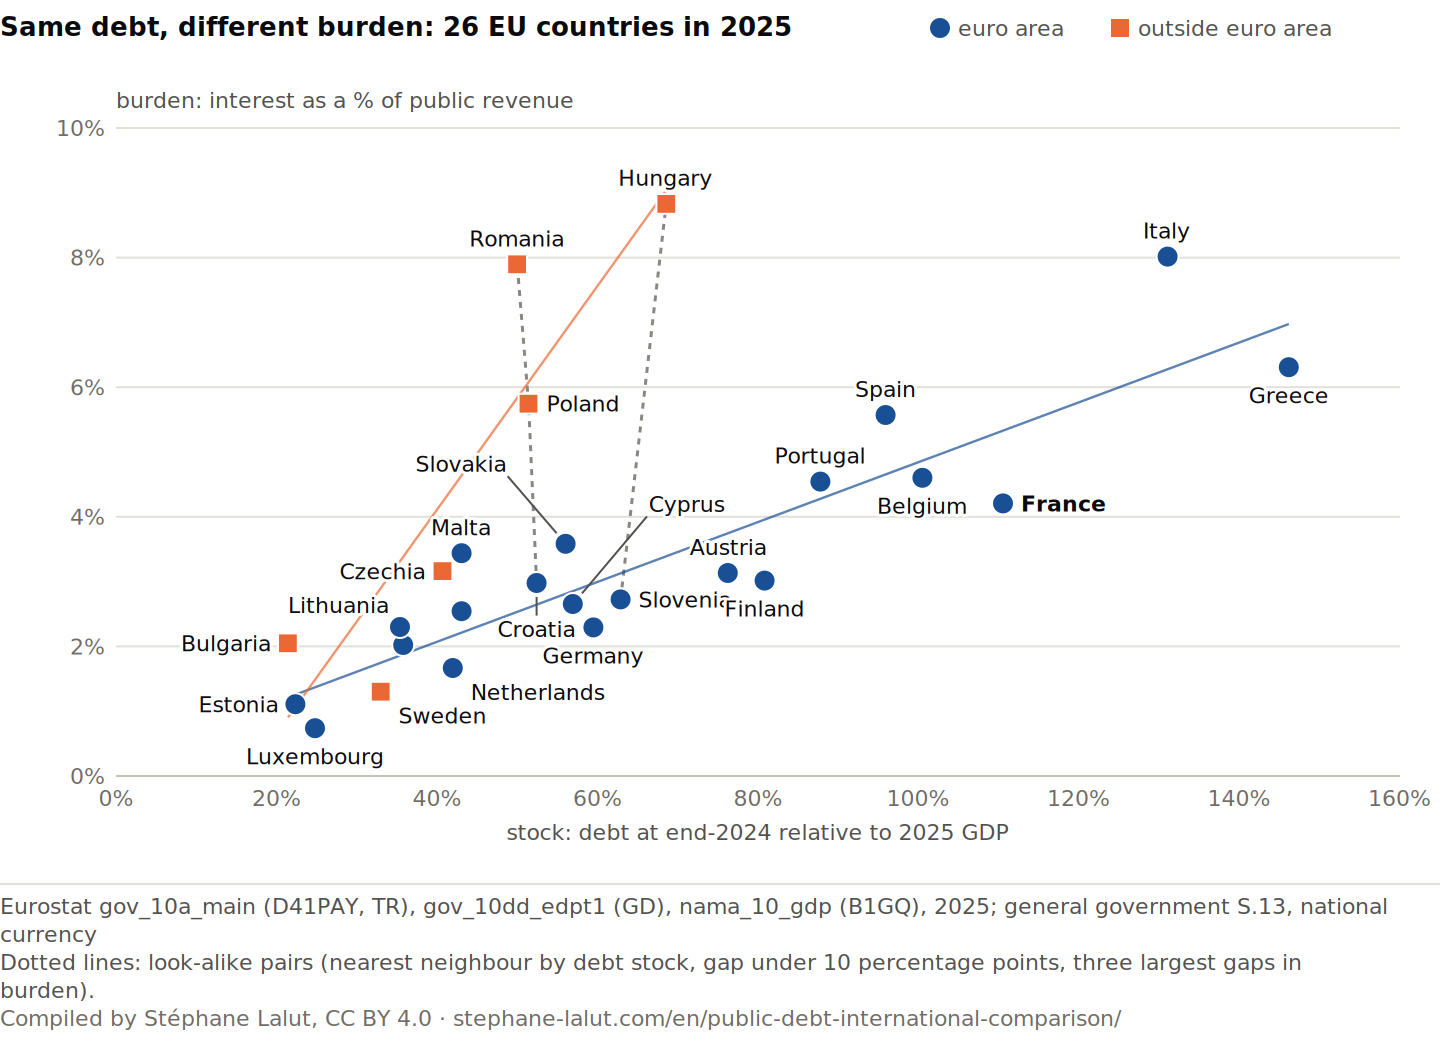 Same debt, different burden: 26 EU countries in 2025
euro area
outside euro area
burden: interest as a % of public revenue
10%
Hungary
Romania
Italy
8%
6%
Spain
Greece
Poland
Portugal
Slovakia
Cyprus
Belgium
France
4%
Malta
Austria
Czechia
Lithuania
Slovenia
Finland
Croatia
Bulgaria
2%
Germany
Netherlands
Estonia
Sweden
Luxembourg
0%
0%
20%
40%
60%
80%
100%
120%
140%
160%
stock: debt at end-2024 relative to 2025 GDP
Eurostat gov_10a_main (D41PAY, TR), gov_10dd_edpt1 (GD), nama_10_gdp (B1GQ), 2025; general government S.13, national
currency
Dotted lines: look-alike pairs (nearest neighbour by debt stock, gap under 10 percentage points, three largest gaps in
burden).
Compiled by Stéphane Lalut, CC BY 4.0 · stephane-lalut.com/en/public-debt-international-comparison/